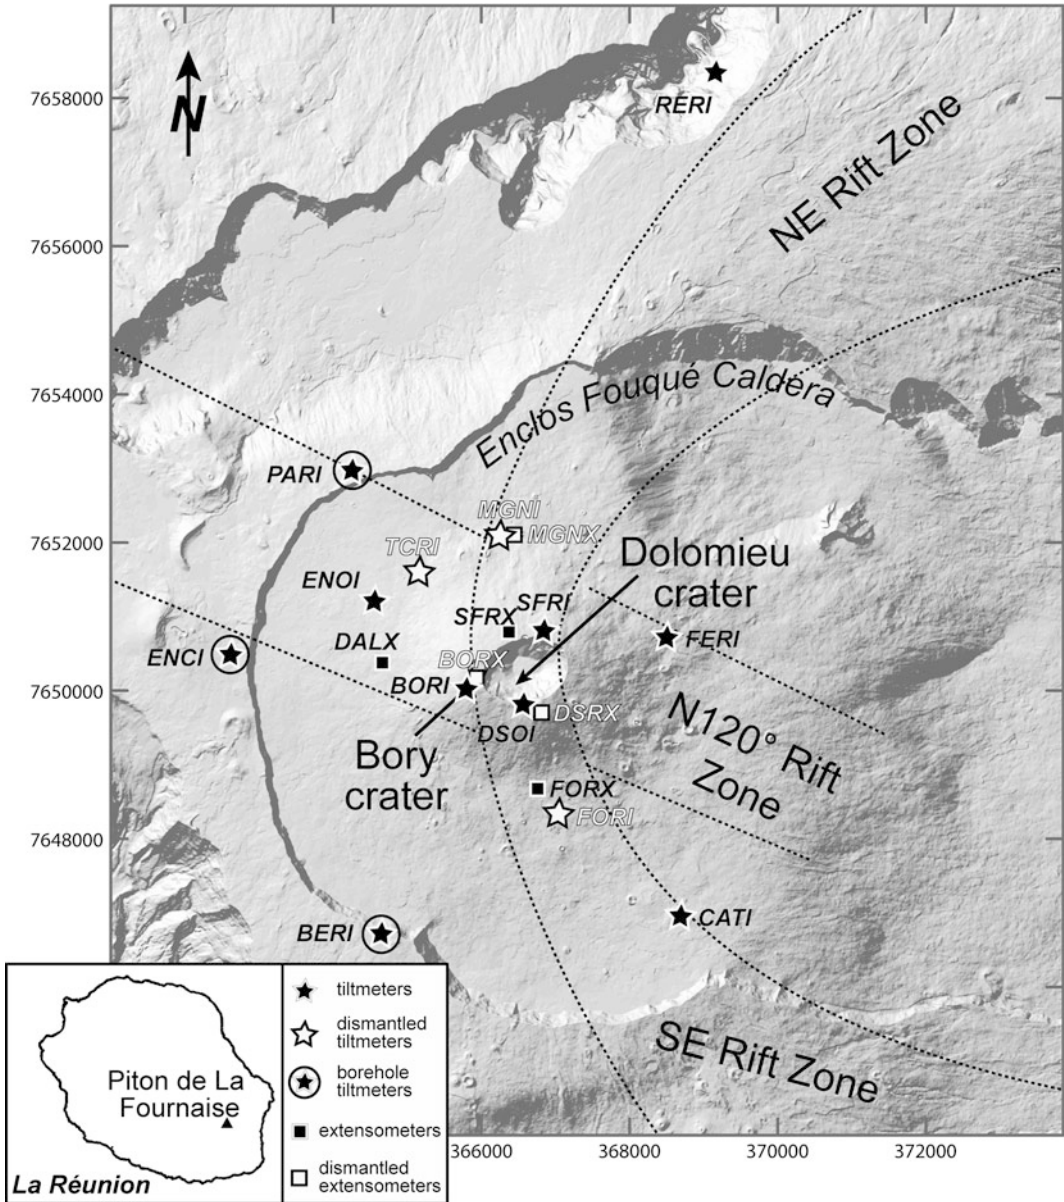 RERI
7658000
N
NE Rift Zone
7656000
Enclos Fouqué Caldera
7654000
PARI
MGNI
MGNX
7652000
TCRI
Dolomieu
crater
ENOI
SFRX
SFRI
FERI
DALX
ENCI
BORX
7650000
BORI
DSOI
DSRX
N120° Rift
Zone
Bory
crater
FORX
FORI
7648000
CATI
BERI
SE Rift Zone
tiltmeters
dismantled
tiltmeters
borehole
tiltmeters
extensometers
dismantled
extensometers
Piton de La
Fournaise
La Réunion
366000
368000
370000
372000